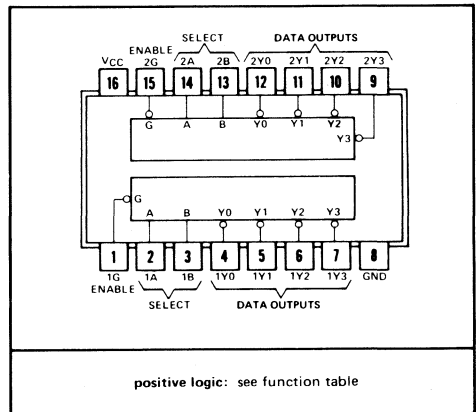 SELECT DATA OUTPUTS
ENABLE
VCC 2G 2A 2B 2Y0 2Y1 2Y2 2Y3
16 15 14 13 12 11 10 9
G A B Y0 Y1 Y2
Y3
G
A B Y0 Y1 Y2 Y3
1 2 3 4 5 6 7 8
1G 1A 1B 1Y0 1Y1 1Y2 1Y3 GND
ENABLE
SELECT DATA OUTPUTS
positive logic: see function table